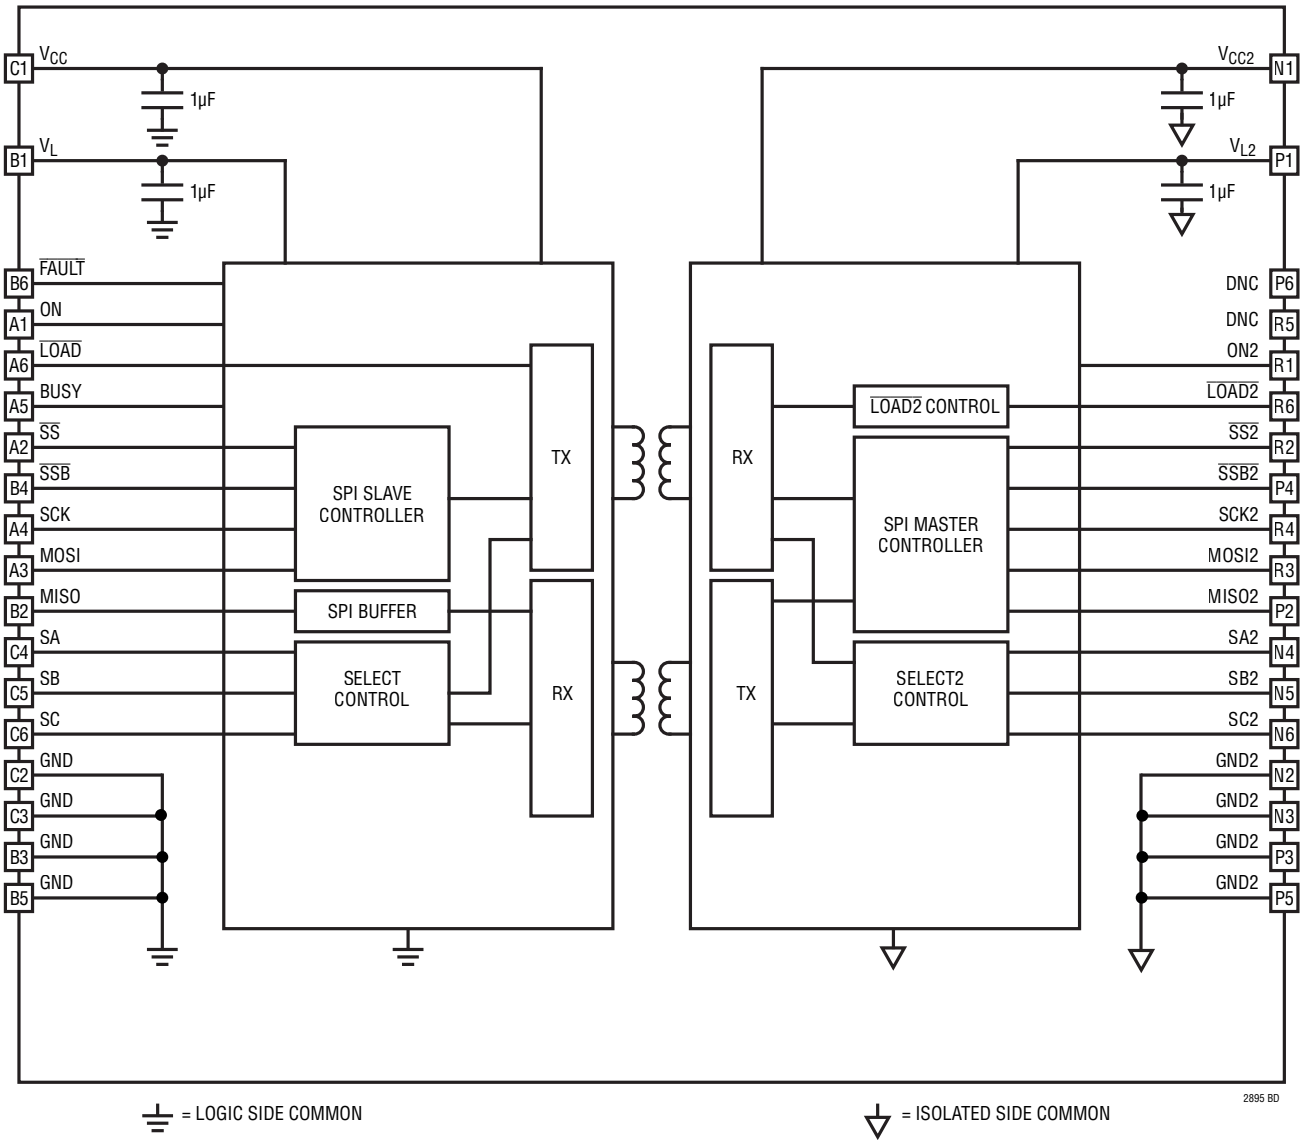 C1 VCC
1µF
B1 VL
1µF
B6 FAULT
A1 ON
A6 LOAD
A5 BUSY
A2 SS
B4 SSB
A4 SCK
A3 MOSI
B2 MISO
C4 SA
C5 SB
C6 SC
C2 GND
C3 GND
B3 GND
B5 GND
SPI SLAVE
CONTROLLER
SPI BUFFER
SELECT
CONTROL
TX
RX
RX
TX
LOAD2 CONTROL
SPI MASTER
CONTROLLER
SELECT2
CONTROL
VCC2 N1
1µF
VL2 P1
1µF
DNC P6
DNC R5
ON2 R1
LOAD2 R6
SS2 R2
SSB2 P4
SCK2 R4
MOSI2 R3
MISO2 P2
SA2 N4
SB2 N5
SC2 N6
GND2 N2
GND2 N3
GND2 P3
GND2 P5
2895 BD
= LOGIC SIDE COMMON
= ISOLATED SIDE COMMON